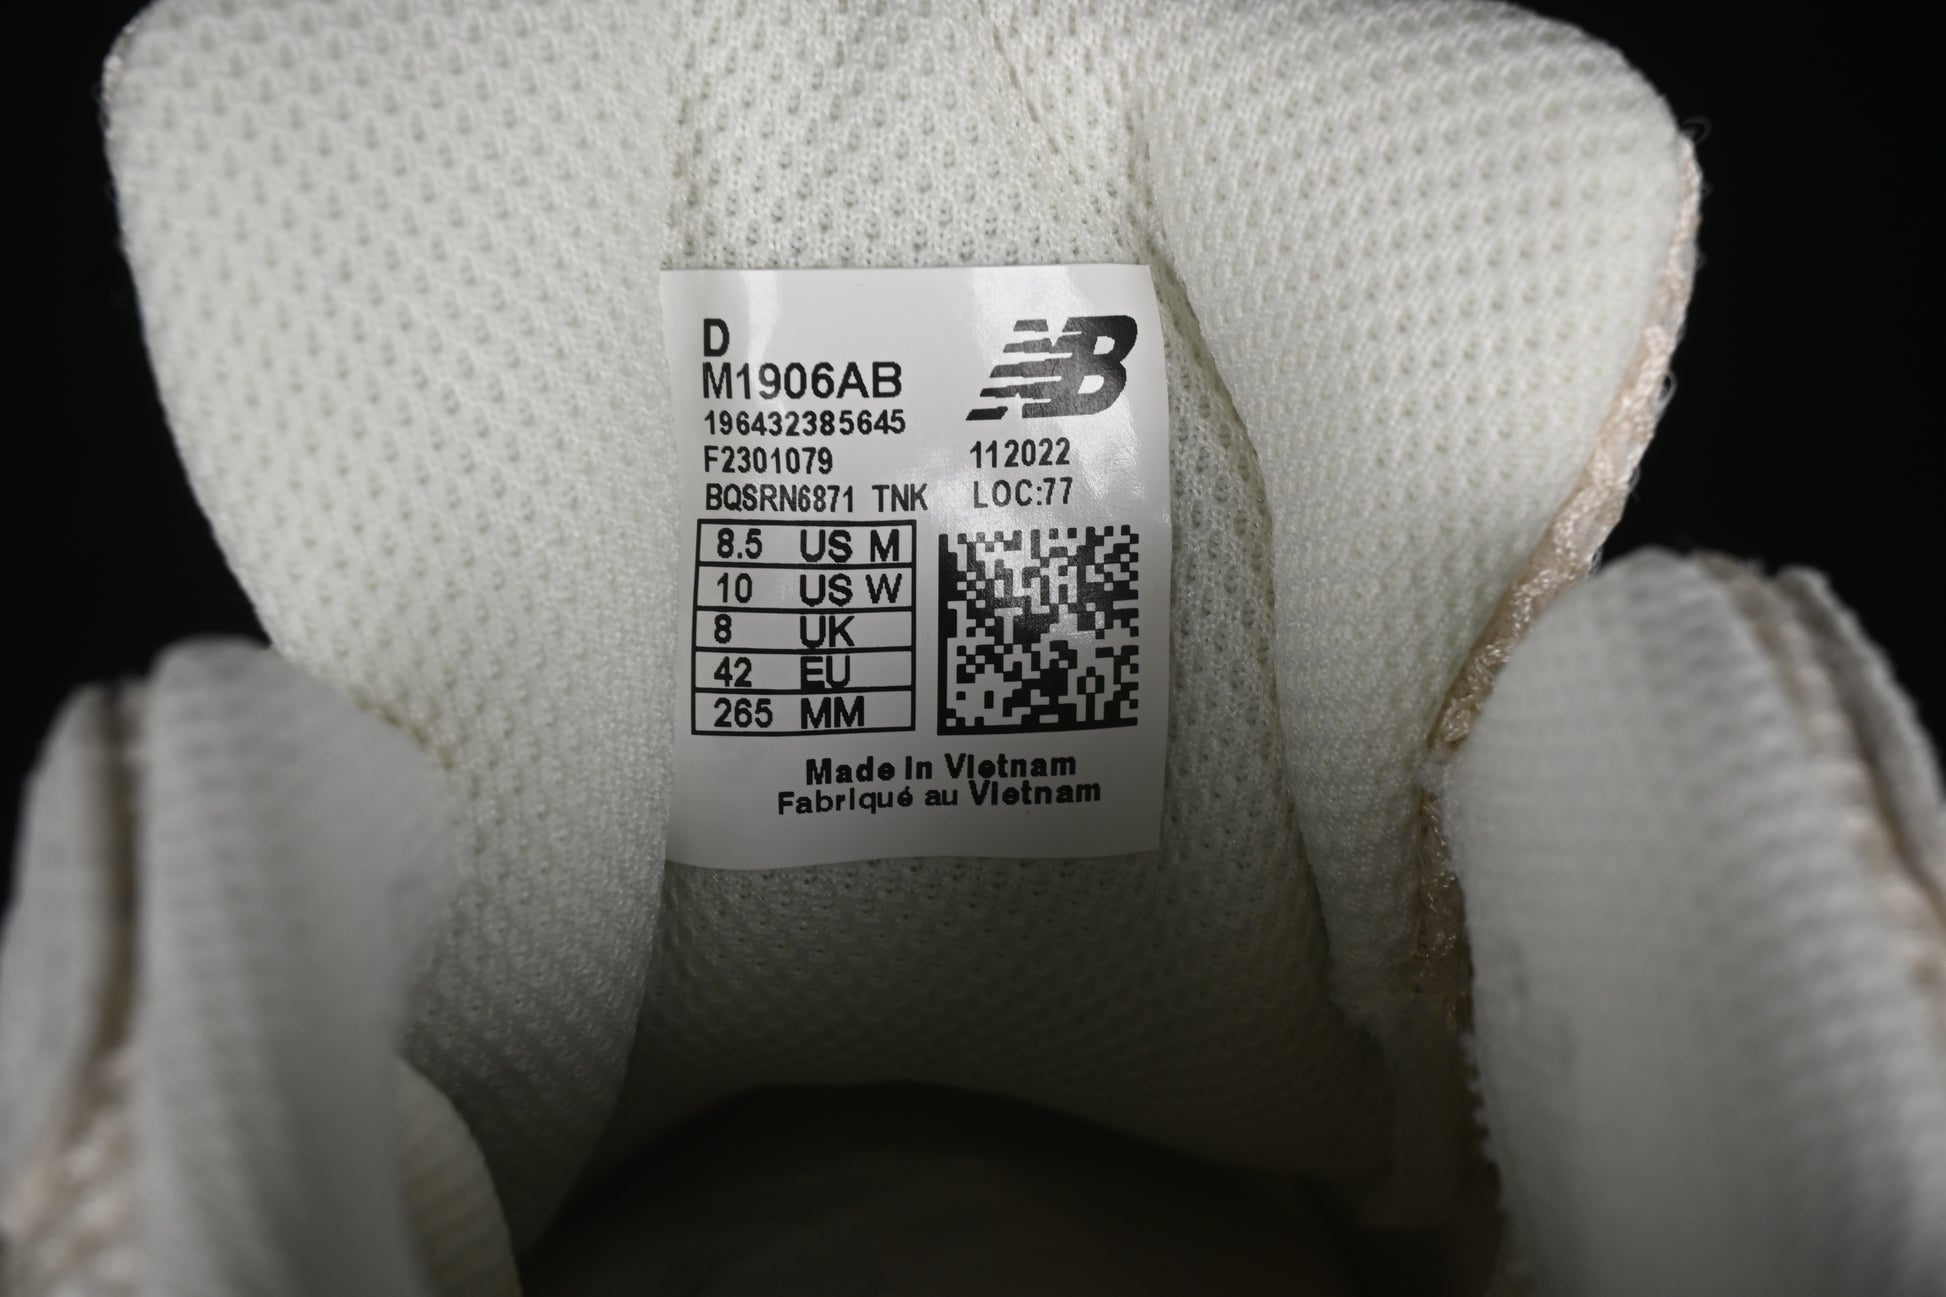 D
M1906AB
196432385645
F2301079 112022
BQSRN6871 TNK LOC:77
NB
8.5 US M
10 US W
8 UK
42 EU
265 MM
Made in Vietnam
Fabriqué au Vietnam